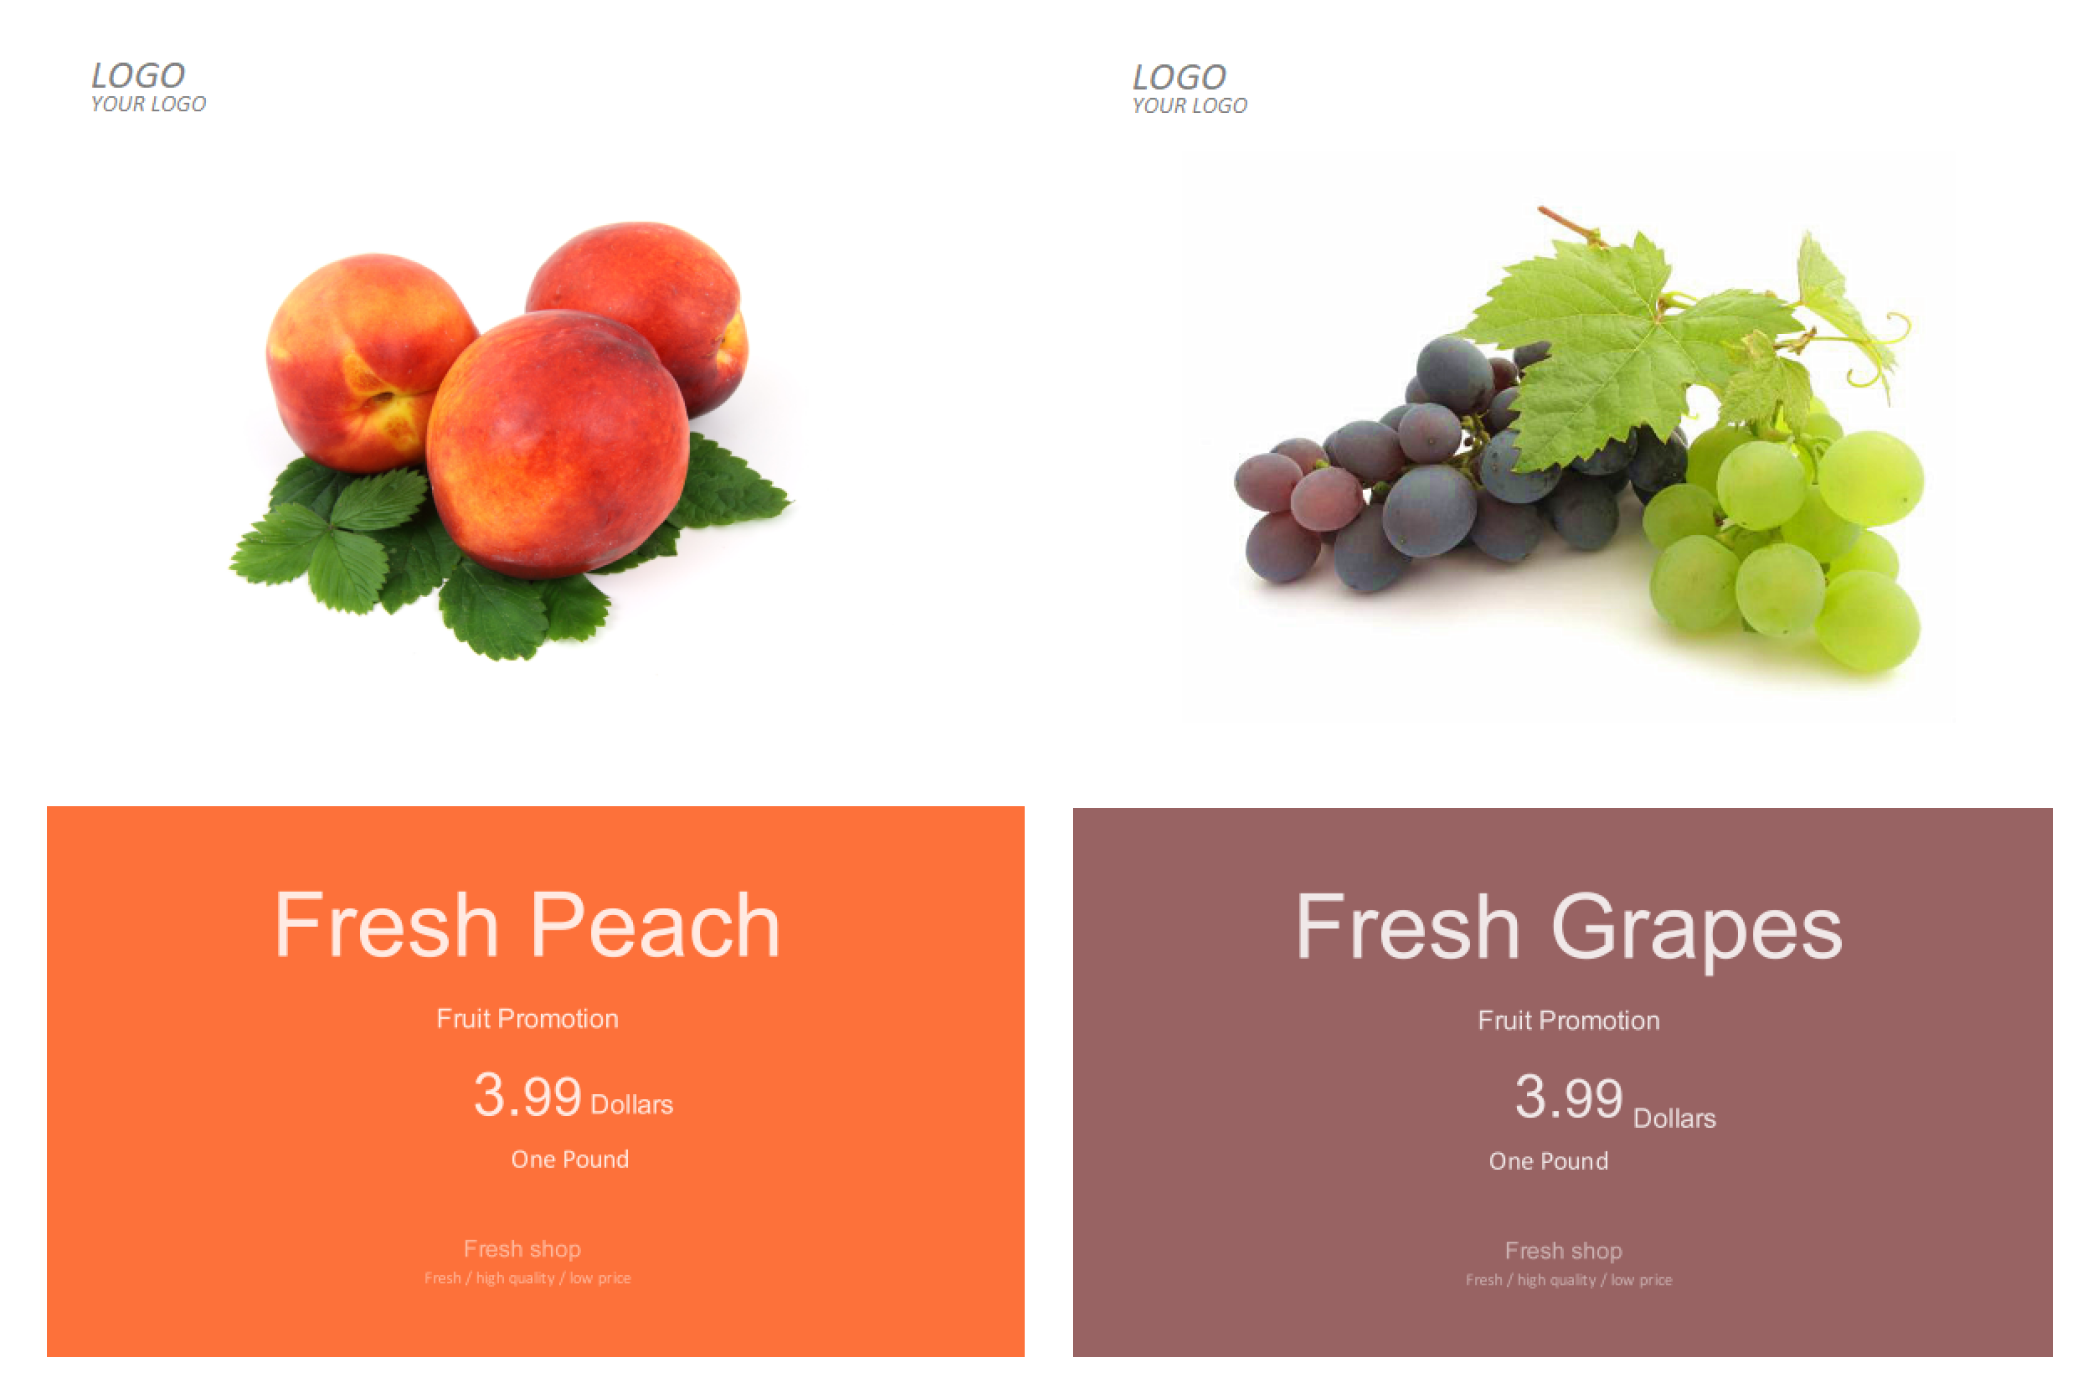 LOGO
YOUR LOGO
Fresh Peach
Fruit Promotion
3.99 Dollars
One Pound
Fresh shop
Fresh / high quality / low price
LOGO
YOUR LOGO
Fresh Grapes
Fruit Promotion
3.99 Dollars
One Pound
Fresh shop
Fresh / high quality / low price